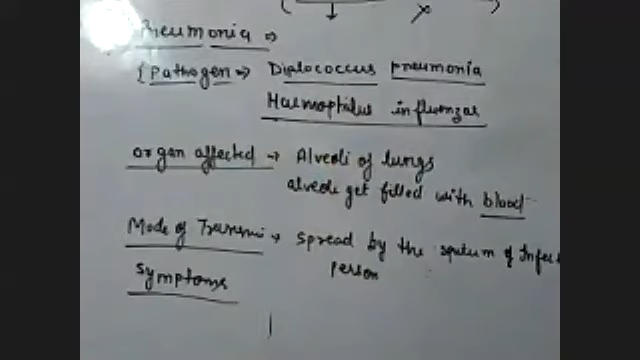 Pneumonia →
{Pathogen → Diplococcus pneumonia
Haemophilus influenzae
organ affected → Alveoli of lungs
alveoli get filled with blood
Mode of Transmi → spread by the sputum of Infec
person
Symptoms